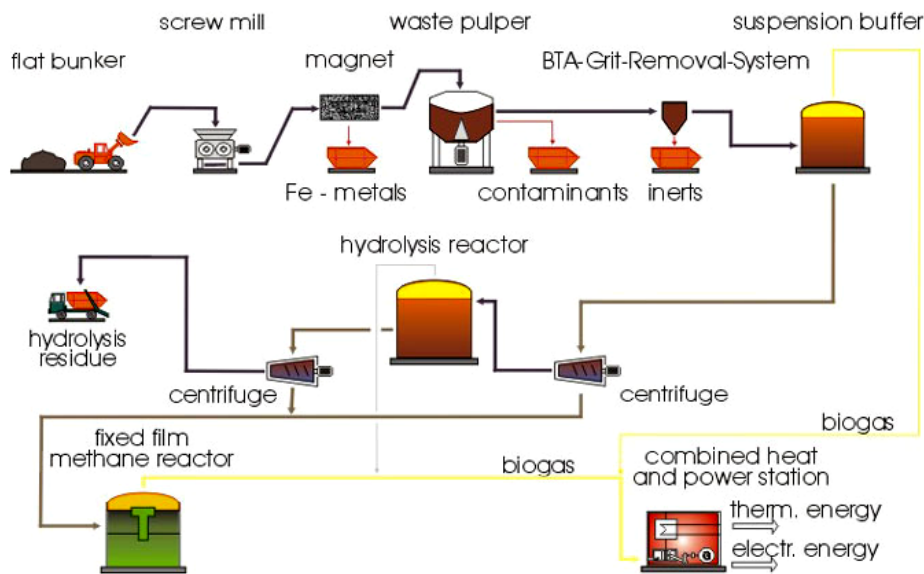 screw mill
waste pulper
suspension buffer
flat bunker
magnet
BTA-Grit-Removal-System
Fe - metals
contaminants
inerts
hydrolysis reactor
hydrolysis
residue
centrifuge
centrifuge
fixed film
methane reactor
biogas
biogas
combined heat
and power station
therm. energy
electr. energy
Σ
G